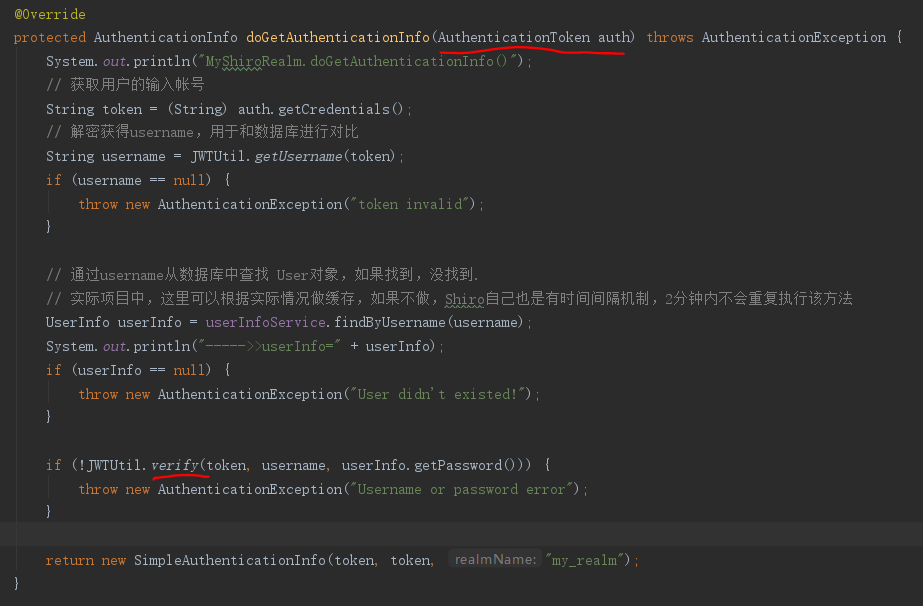 @Override
protected AuthenticationInfo doGetAuthenticationInfo(AuthenticationToken auth) throws AuthenticationException {
System.out.println("MyShiroRealm.doGetAuthenticationInfo()");
// 获取用户的输入帐号
String token = (String) auth.getCredentials();
// 解密获得username，用于和数据库进行对比
String username = JWTUtil.getUsername(token);
if (username == null) {
throw new AuthenticationException("token invalid");
}
// 通过username从数据库中查找 User对象，如果找到，没找到.
// 实际项目中，这里可以根据实际情况做缓存，如果不做，Shiro自己也是有时间间隔机制，2分钟内不会重复执行该方法
UserInfo userInfo = userInfoService.findByUsername(username);
System.out.println("----->>userInfo=" + userInfo);
if (userInfo == null) {
throw new AuthenticationException("User didn't existed!");
}
if (!JWTUtil.verify(token, username, userInfo.getPassword())) {
throw new AuthenticationException("Username or password error");
}
return new SimpleAuthenticationInfo(token, token, realmName: "my_realm");
}